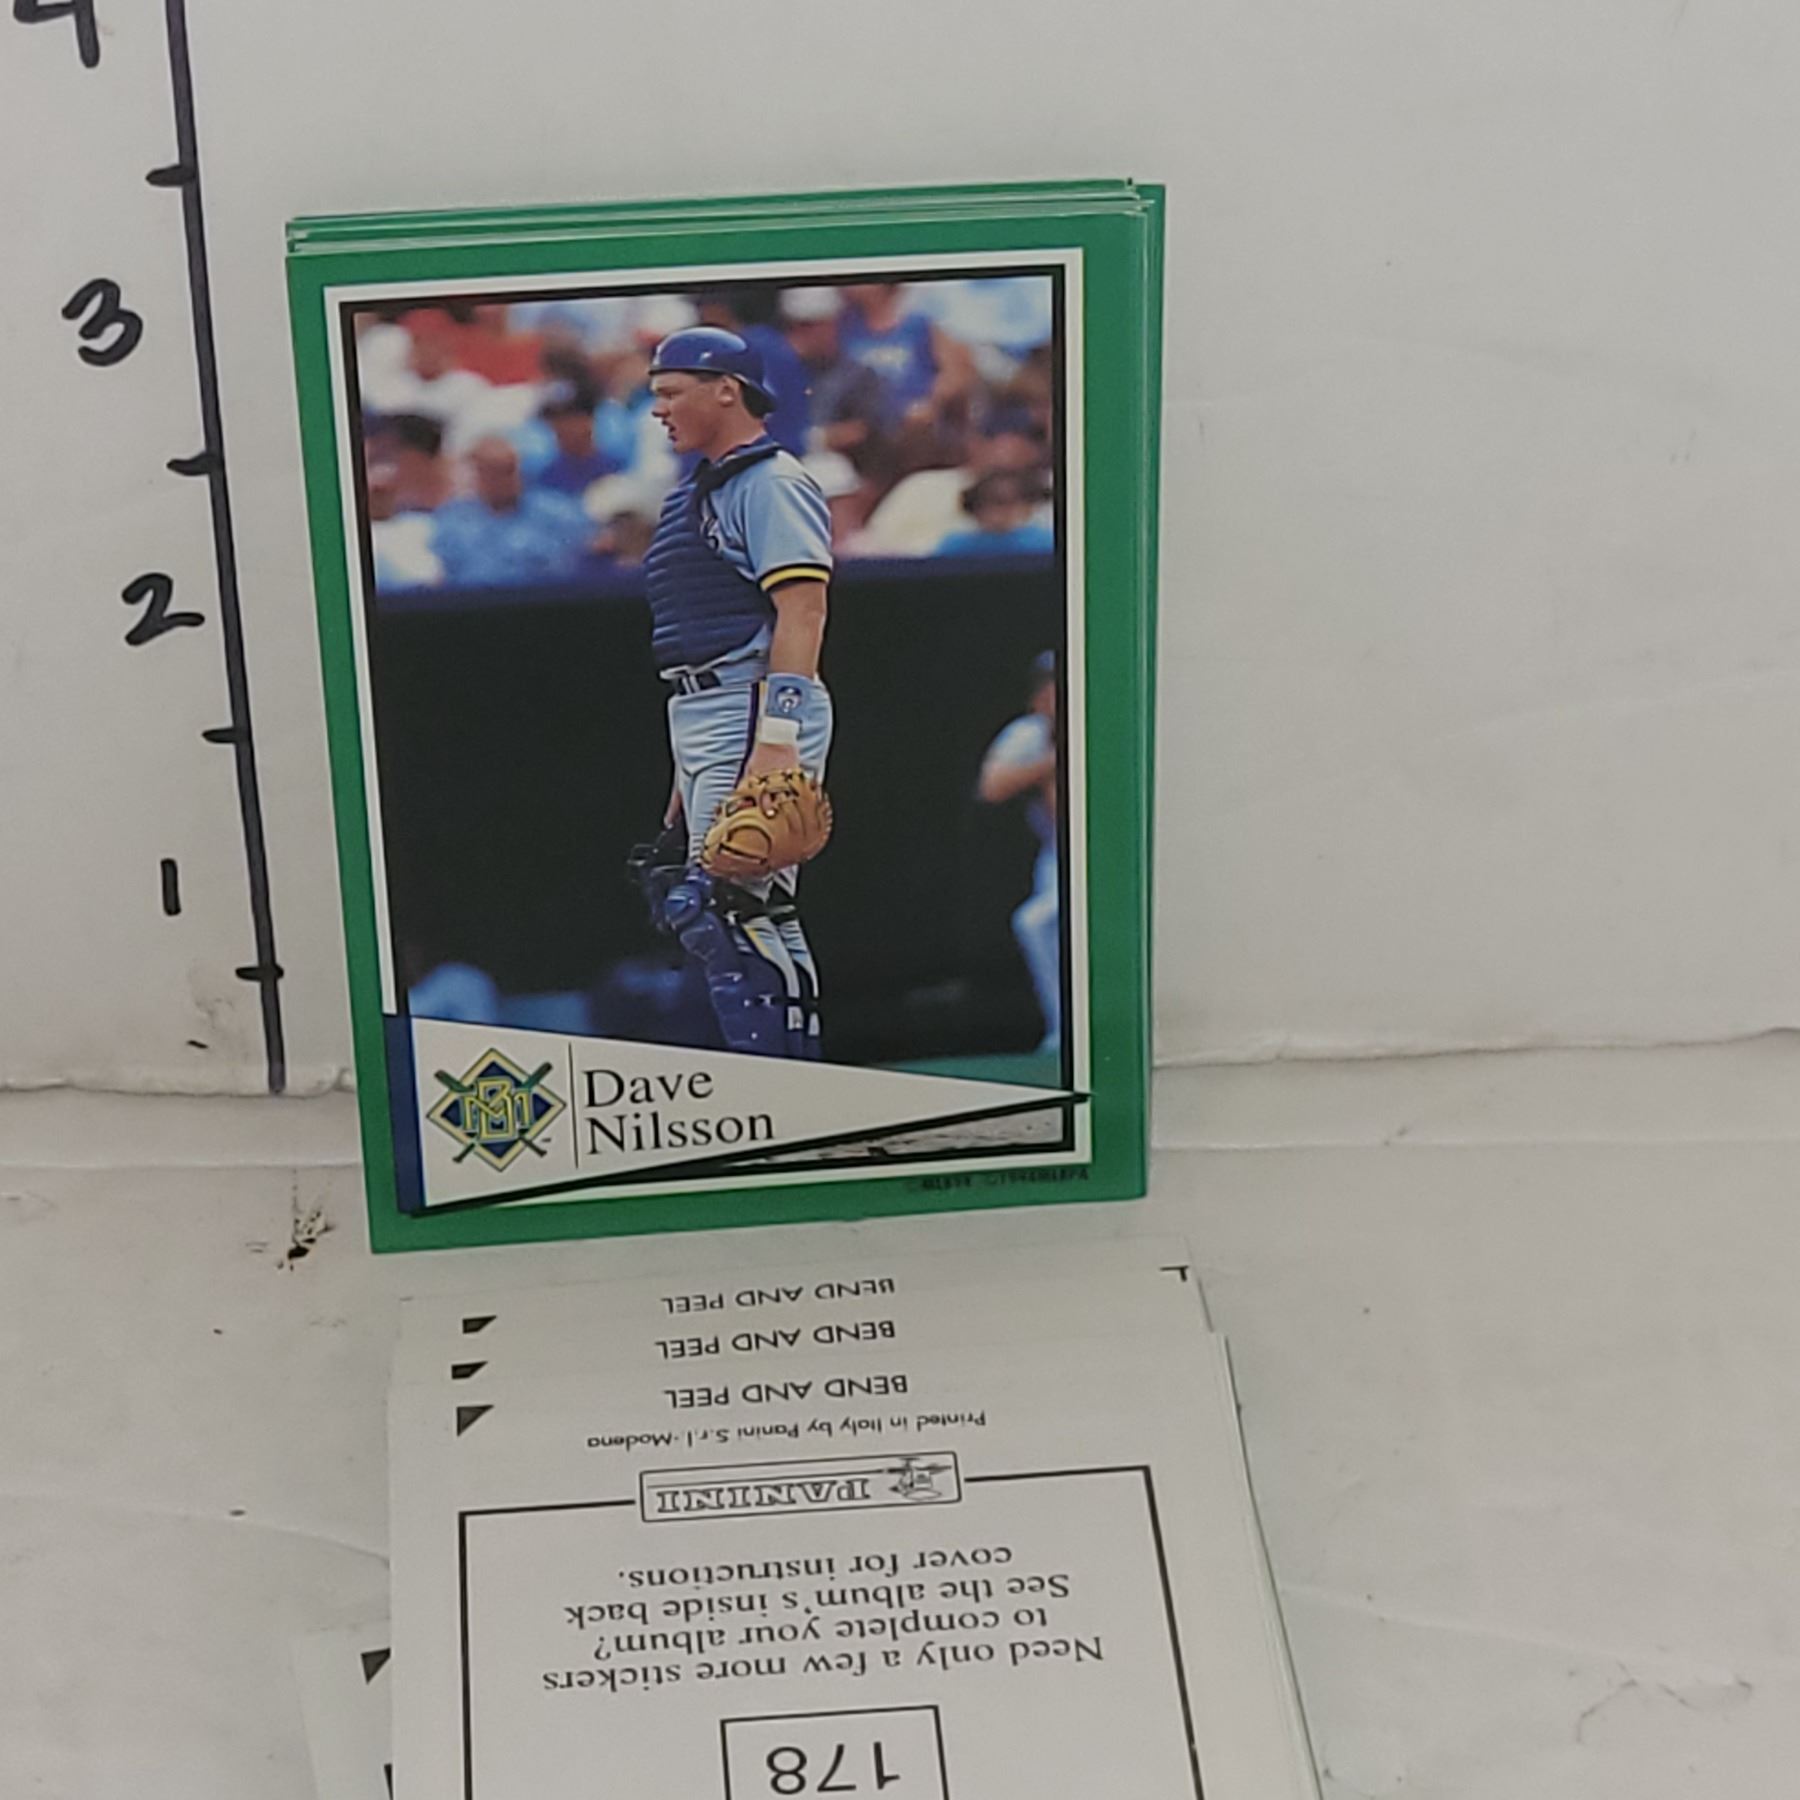 4
3
2
1
Dave
Nilsson
BEND AND PEEL
BEND AND PEEL
BEND AND PEEL
Printed in Italy by Panini S.r.l.-Modena
PANINI
Need only a few more stickers
to complete your album?
See the album's inside back
cover for instructions.
178